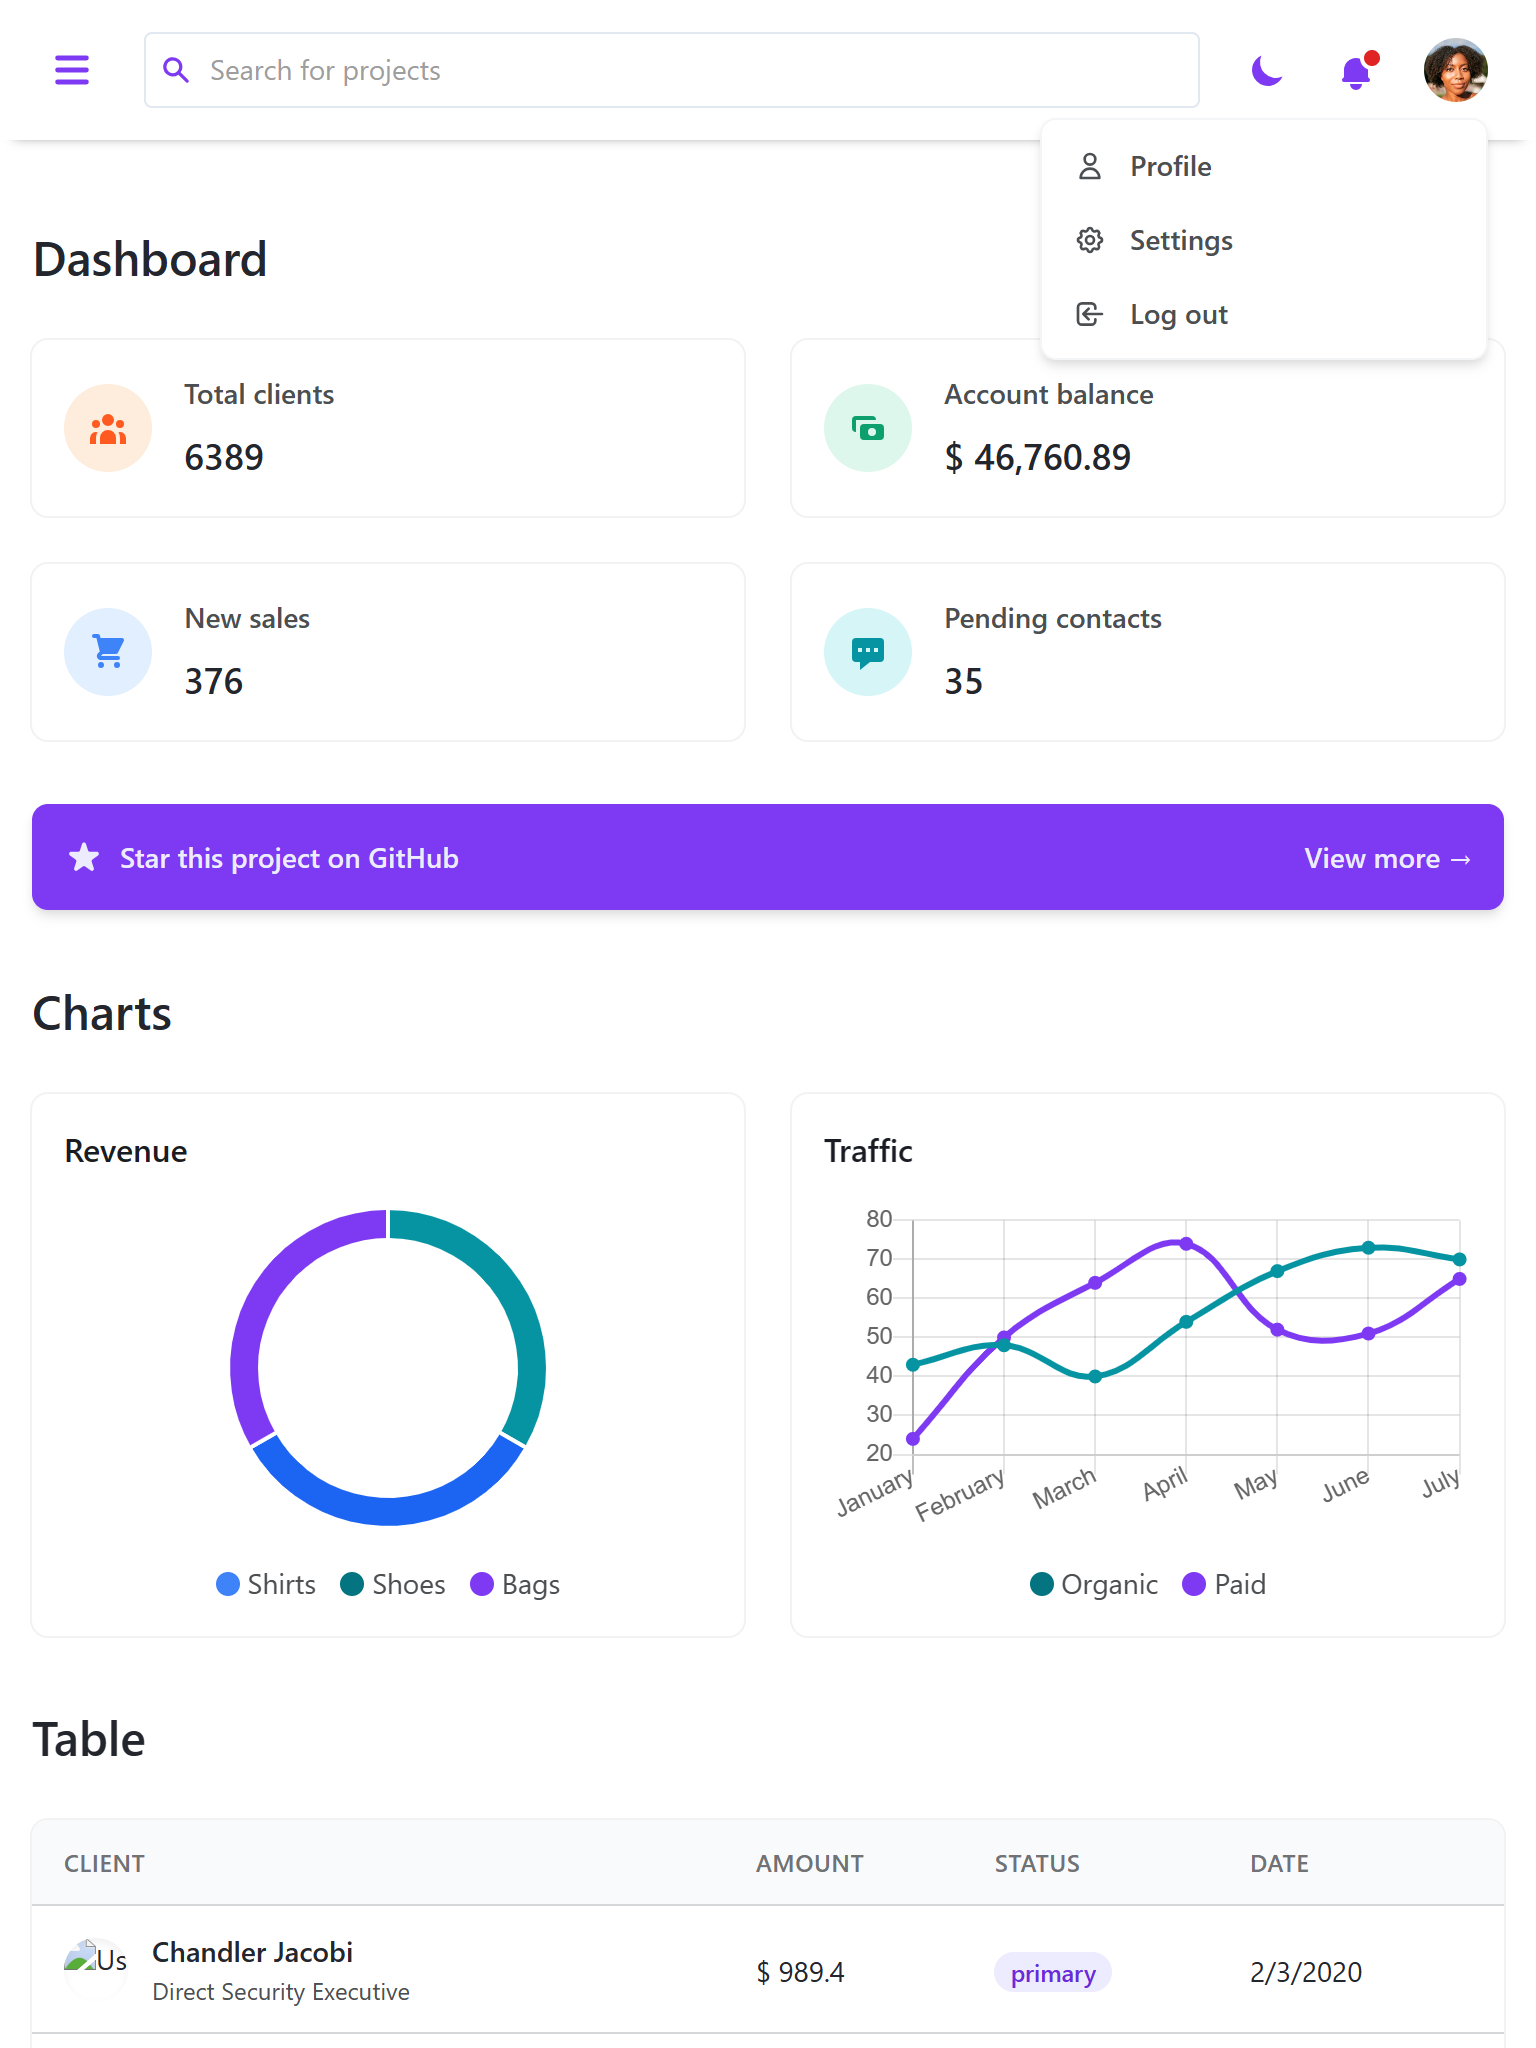 Search for projects
Profile
Settings
Log out
Dashboard
Total clients
6389
Account balance
$ 46,760.89
New sales
376
Pending contacts
35
Star this project on GitHub
View more →
Charts
Revenue
Shirts
Shoes
Bags
Traffic
80
70
60
50
40
30
20
January
February
March
April
May
June
July
Organic
Paid
Table
CLIENT
AMOUNT
STATUS
DATE
Us
Chandler Jacobi
Direct Security Executive
$ 989.4
primary
2/3/2020